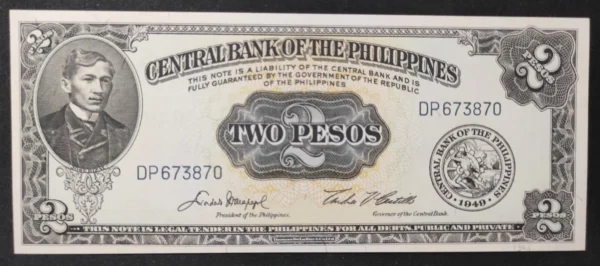 2
2
CENTRAL BANK OF THE PHILIPPINES
THIS NOTE IS A LIABILITY OF THE CENTRAL BANK AND IS
FULLY GUARANTEED BY THE GOVERNMENT OF THE REPUBLIC
OF THE PHILIPPINES
PESOS
DP673870
TWO PESOS
2
DP673870
CENTRAL BANK OF THE PHILIPPINES
1949
President of the Philippines.
Governor of the Central Bank.
2
PESOS
2
PESOS
THIS NOTE IS LEGAL TENDER IN THE PHILIPPINES FOR ALL DEBTS, PUBLIC AND PRIVATE